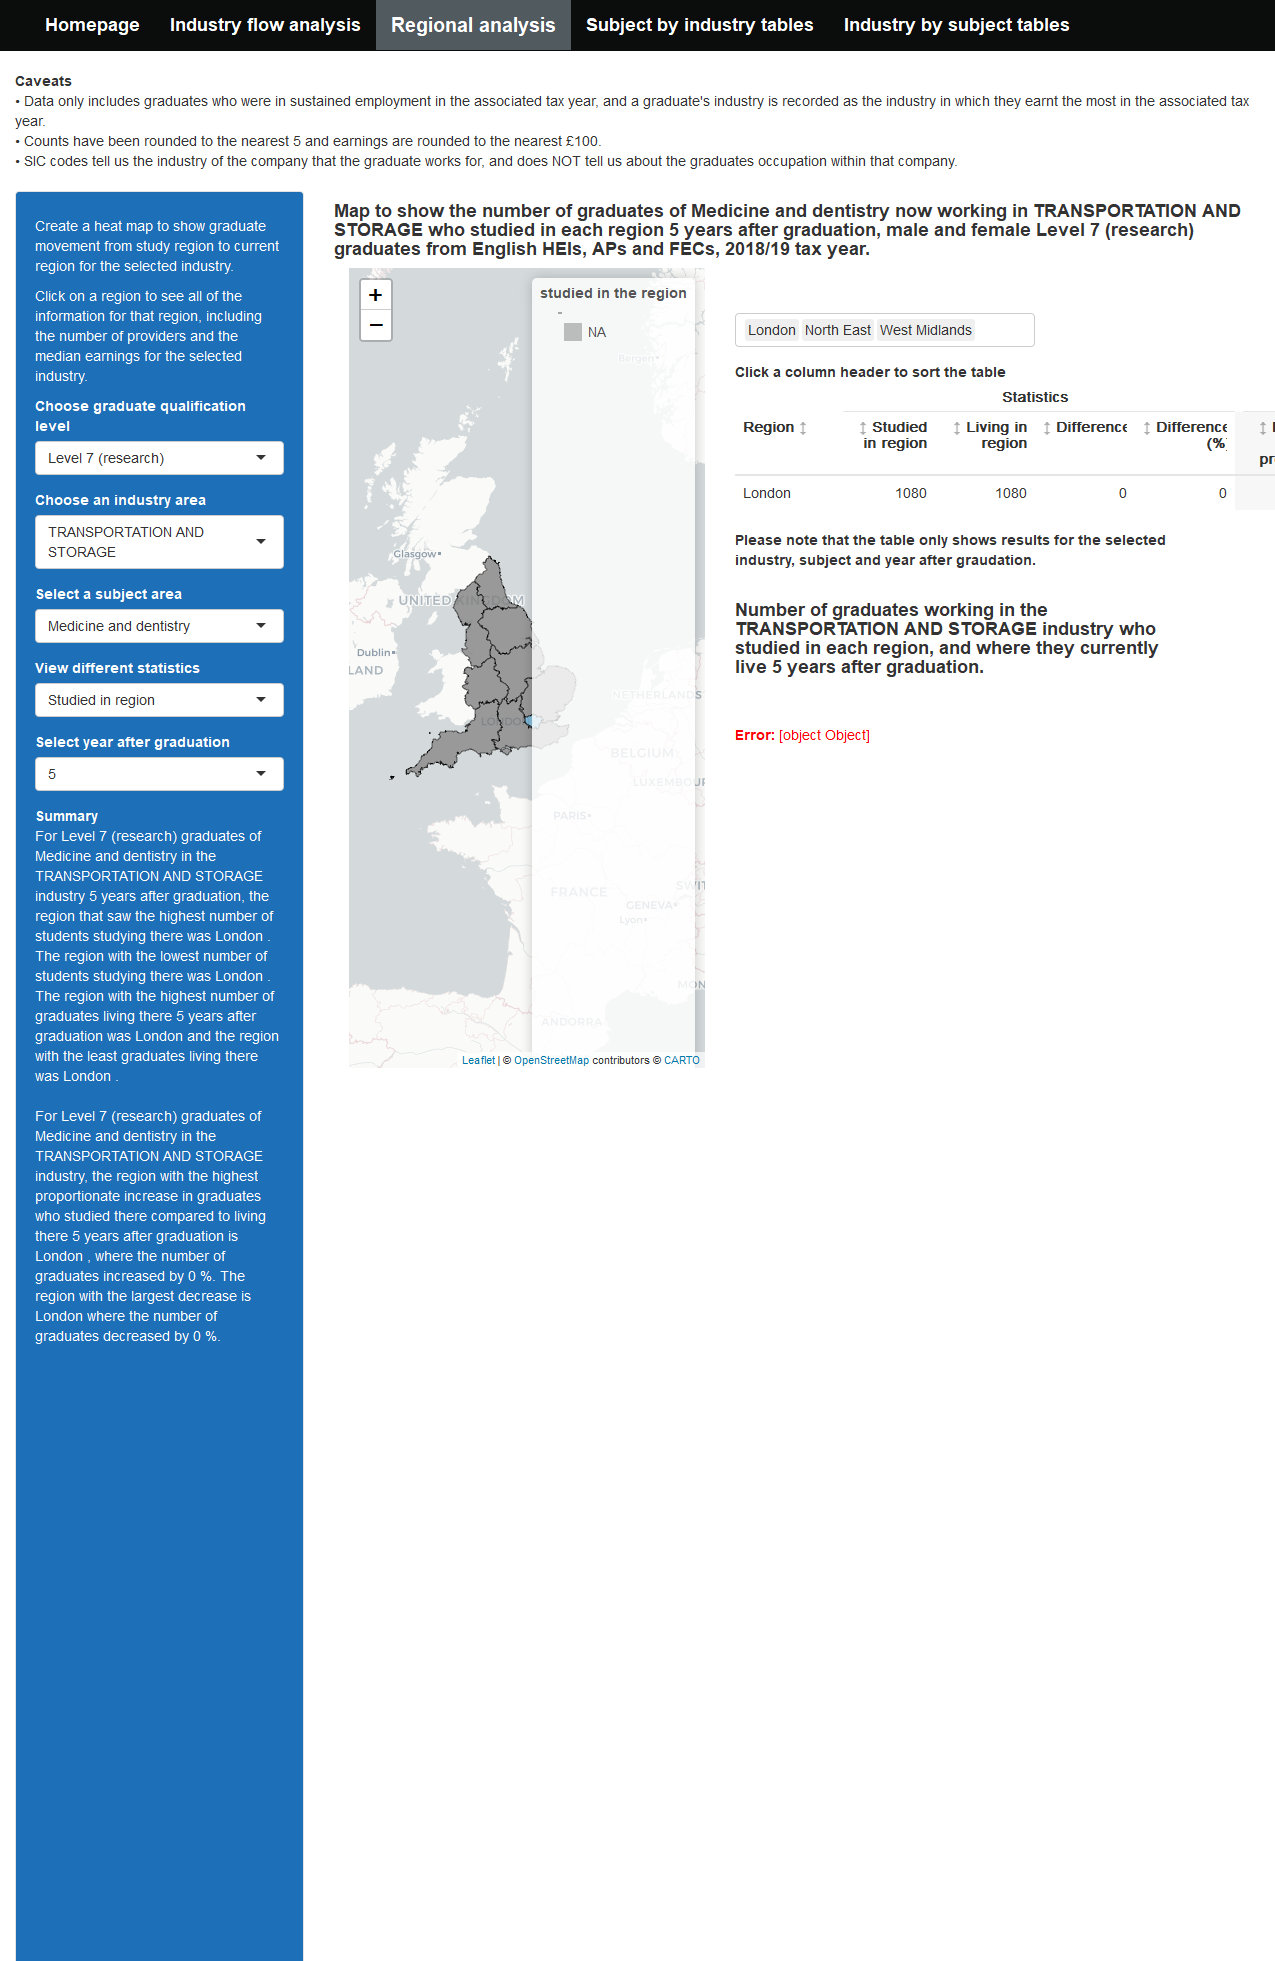 Homepage Industry flow analysis Regional analysis Subject by industry tables Industry by subject tables
Caveats
• Data only includes graduates who were in sustained employment in the associated tax year, and a graduate's industry is recorded as the industry in which they earnt the most in the associated tax
year.
• Counts have been rounded to the nearest 5 and earnings are rounded to the nearest £100.
• SIC codes tell us the industry of the company that the graduate works for, and does NOT tell us about the graduates occupation within that company.
Create a heat map to show graduate
movement from study region to current
region for the selected industry.
Click on a region to see all of the
information for that region, including
the number of providers and the
median earnings for the selected
industry.
Choose graduate qualification
level
Level 7 (research)
Choose an industry area
TRANSPORTATION AND
STORAGE
Select a subject area
Medicine and dentistry
View different statistics
Studied in region
Select year after graduation
5
Summary
For Level 7 (research) graduates of
Medicine and dentistry in the
TRANSPORTATION AND STORAGE
industry 5 years after graduation, the
region that saw the highest number of
students studying there was London .
The region with the lowest number of
students studying there was London .
The region with the highest number of
graduates living there 5 years after
graduation was London and the region
with the least graduates living there
was London .
For Level 7 (research) graduates of
Medicine and dentistry in the
TRANSPORTATION AND STORAGE
industry, the region with the highest
proportionate increase in graduates
who studied there compared to living
there 5 years after graduation is
London , where the number of
graduates increased by 0 %. The
region with the largest decrease is
London where the number of
graduates decreased by 0 %.
Map to show the number of graduates of Medicine and dentistry now working in TRANSPORTATION AND
STORAGE who studied in each region 5 years after graduation, male and female Level 7 (research)
graduates from English HEIs, APs and FECs, 2018/19 tax year.
+
−
studied in the region
-
NA
Bergen
Glasgow
UNITED KINGDOM
Dublin
LAND
NETHERLANDS
LONDON
BELGIUM
LUXEMBOUR
PARIS
FRANCE
SWIT
GENEVA
Lyon
MON
ANDORRA
Leaflet | © OpenStreetMap contributors © CARTO
London North East West Midlands
Click a column header to sort the table
Statistics
Region Studied in region Living in region Difference Difference (%)
London 1080 1080 0 0
Please note that the table only shows results for the selected
industry, subject and year after graudation.
Number of graduates working in the
TRANSPORTATION AND STORAGE industry who
studied in each region, and where they currently
live 5 years after graduation.
Error: [object Object]